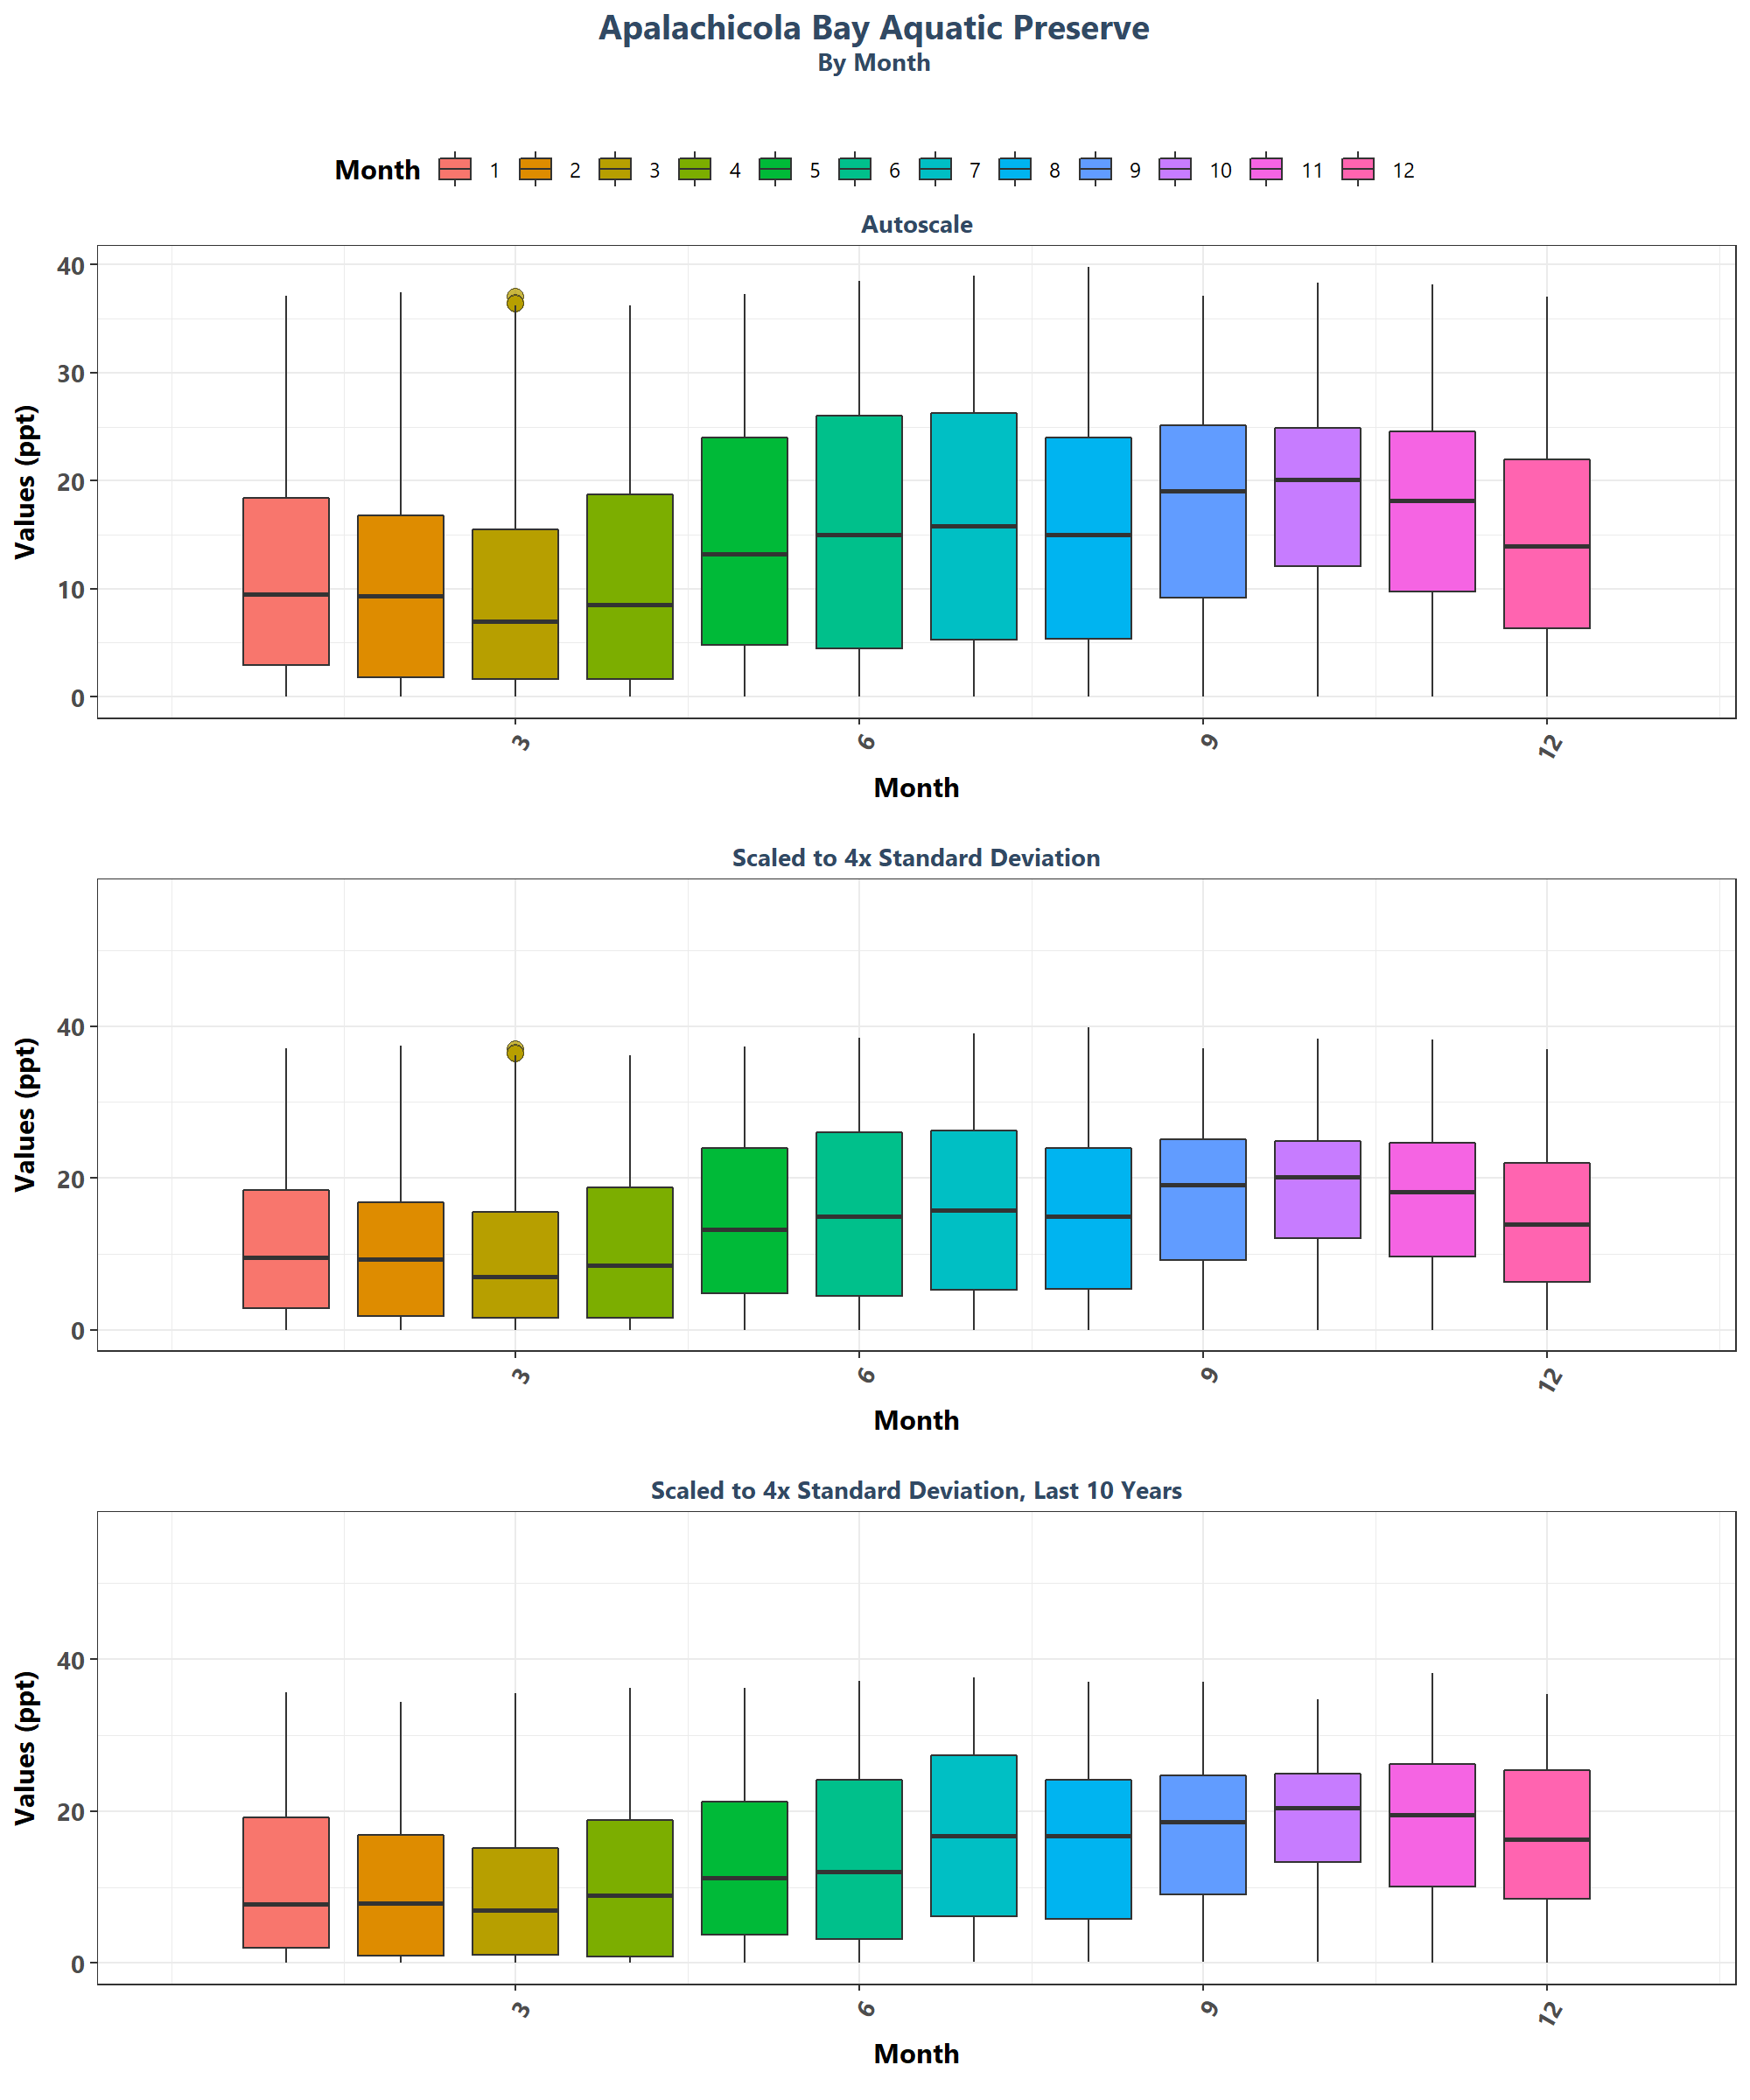 Apalachicola Bay Aquatic Preserve
By Month
Month 1 2 3 4 5 6 7 8 9 10 11 12
Autoscale
40
30
20
10
0
Values (ppt)
3 6 9 12
Month
Scaled to 4x Standard Deviation
40
20
0
Values (ppt)
3 6 9 12
Month
Scaled to 4x Standard Deviation, Last 10 Years
40
20
0
Values (ppt)
3 6 9 12
Month